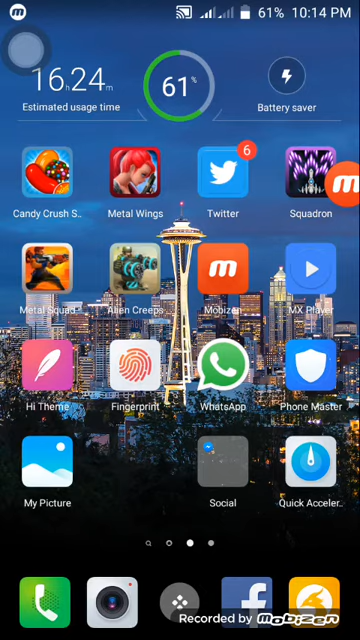 61% 10:14 PM
16h24m
61%
Estimated usage time
Battery saver
6
Candy Crush S..
Metal Wings
Twitter
Squadron
Metal Squad
Alien Creeps
Mobizen
MX Player
Hi Theme
Fingerprint
WhatsApp
Phone Master
My Picture
Social
Quick Acceler..
Recorded by mobizen